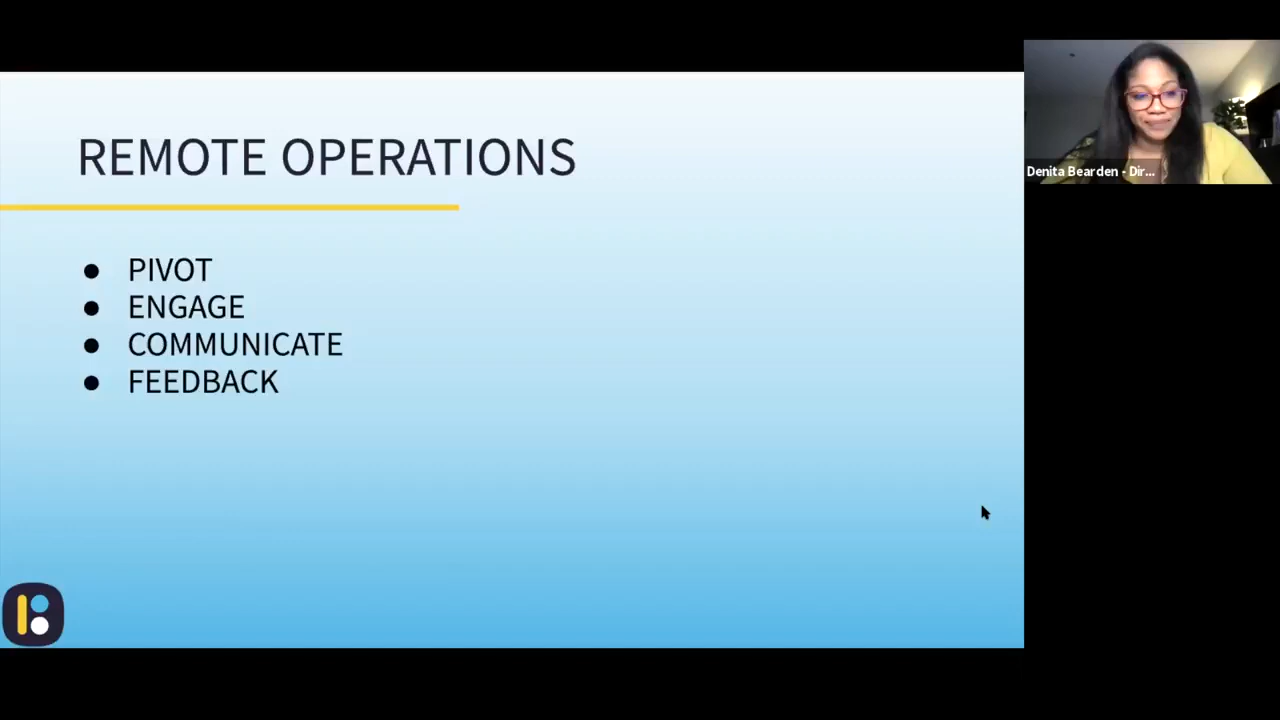 REMOTE OPERATIONS
● PIVOT
● ENGAGE
● COMMUNICATE
● FEEDBACK
Denita Bearden - Dir...